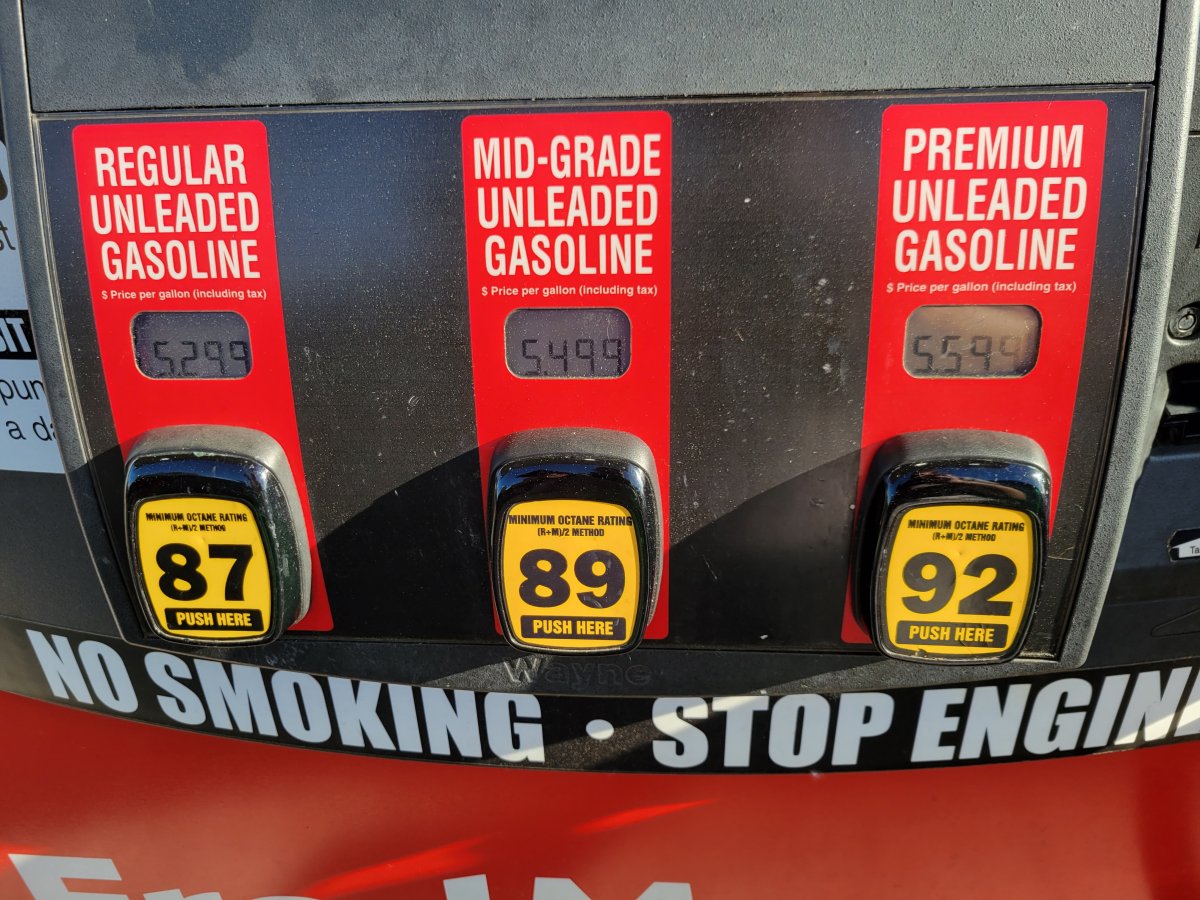 REGULAR
UNLEADED
GASOLINE
$ Price per gallon (including tax)
5.299
MINIMUM OCTANE RATING
(R+M)/2 METHOD
87
PUSH HERE
MID-GRADE
UNLEADED
GASOLINE
$ Price per gallon (including tax)
5.499
MINIMUM OCTANE RATING
(R+M)/2 METHOD
89
PUSH HERE
PREMIUM
UNLEADED
GASOLINE
$ Price per gallon (including tax)
5.599
MINIMUM OCTANE RATING
(R+M)/2 METHOD
92
PUSH HERE
Wayne
NO SMOKING • STOP ENGIN